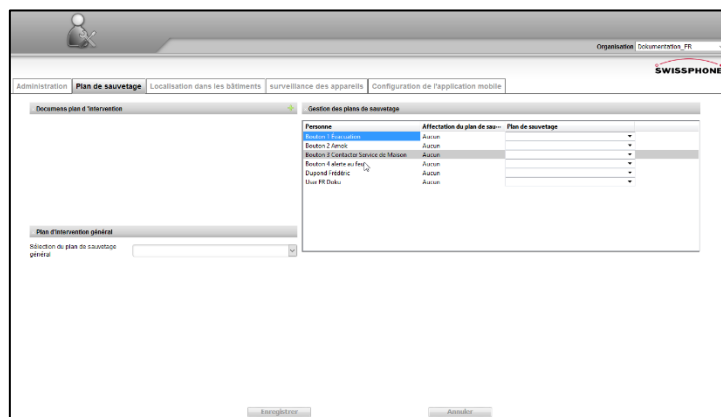 Organisation Dokumentation_FR
SWISSPHONE
Administration Plan de sauvetage Localisation dans les bâtiments surveillance des appareils Configuration de l'application mobile
Documens plan d'intervention
Gestion des plans de sauvetage
Personne Affectation du plan de sau··· Plan de sauvetage
Bouton 1 Evacuation Aucun
Bouton 2 Amok Aucun
Bouton 3 Contacter Service de Maison Aucun
Bouton 4 alerte au feu Aucun
Dupond Frédéric Aucun
User FR Doku Aucun
Plan d'intervention général
Sélection du plan de sauvetage
général
Enregistrer Annuler